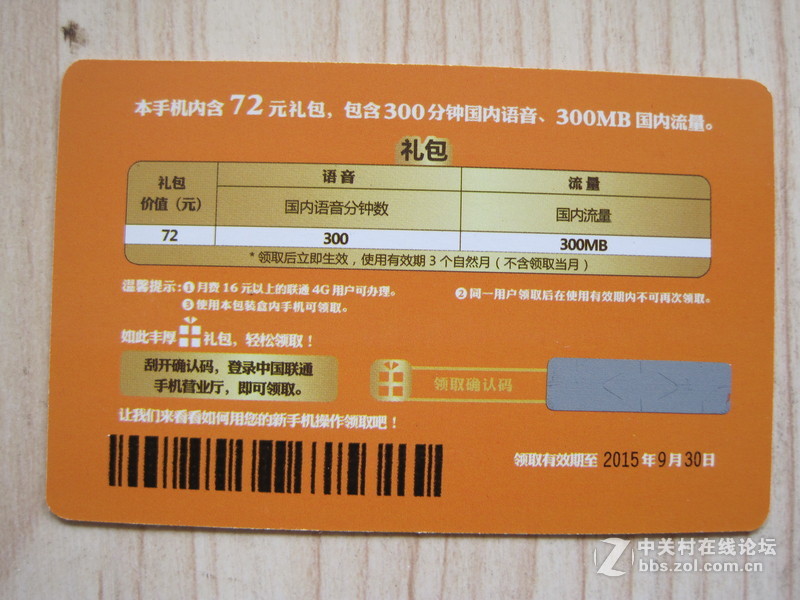 本手机内含 72 元礼包，包含 300 分钟国内语音、300MB 国内流量。
礼包
礼包
价值（元）
语音
流量
国内语音分钟数
国内流量
72
300
300MB
*领取后立即生效，使用有效期 3 个自然月（不含领取当月）
温馨提示：①月费 16 元以上的联通 4G 用户可办理。
②同一用户领取后在使用有效期内不可再次领取。
③使用本包装盒内手机可领取。
如此丰厚礼包，轻松领取！
刮开确认码，登录中国联通
手机营业厅，即可领取。
领取确认码
让我们来看看如何用您的新手机操作领取吧！
领取有效期至 2015 年 9 月 30 日
中关村在线论坛
bbs.zol.com.cn